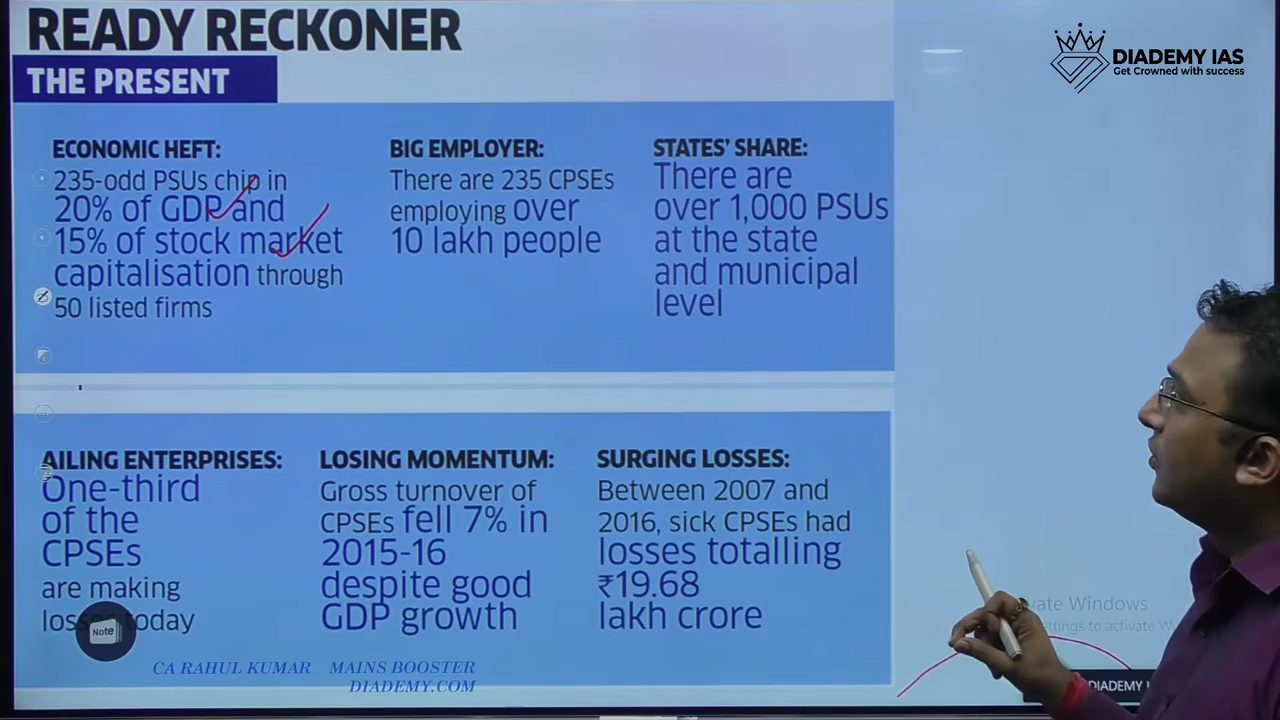 READY RECKONER
THE PRESENT
DIADEMY IAS
Get Crowned with success
ECONOMIC HEFT:
235-odd PSUs chip in
20% of GDP and
15% of stock market
capitalisation through
50 listed firms
BIG EMPLOYER:
There are 235 CPSEs
employing over
10 lakh people
STATES' SHARE:
There are
over 1,000 PSUs
at the state
and municipal
level
AILING ENTERPRISES:
One-third
of the
CPSEs
are making
losses today
LOSING MOMENTUM:
Gross turnover of
CPSEs fell 7% in
2015-16
despite good
GDP growth
SURGING LOSSES:
Between 2007 and
2016, sick CPSEs had
losses totalling
₹19.68
lakh crore
Note
CA RAHUL KUMAR MAINS BOOSTER
DIADEMY.COM
Windows
to activate
DIADEMY